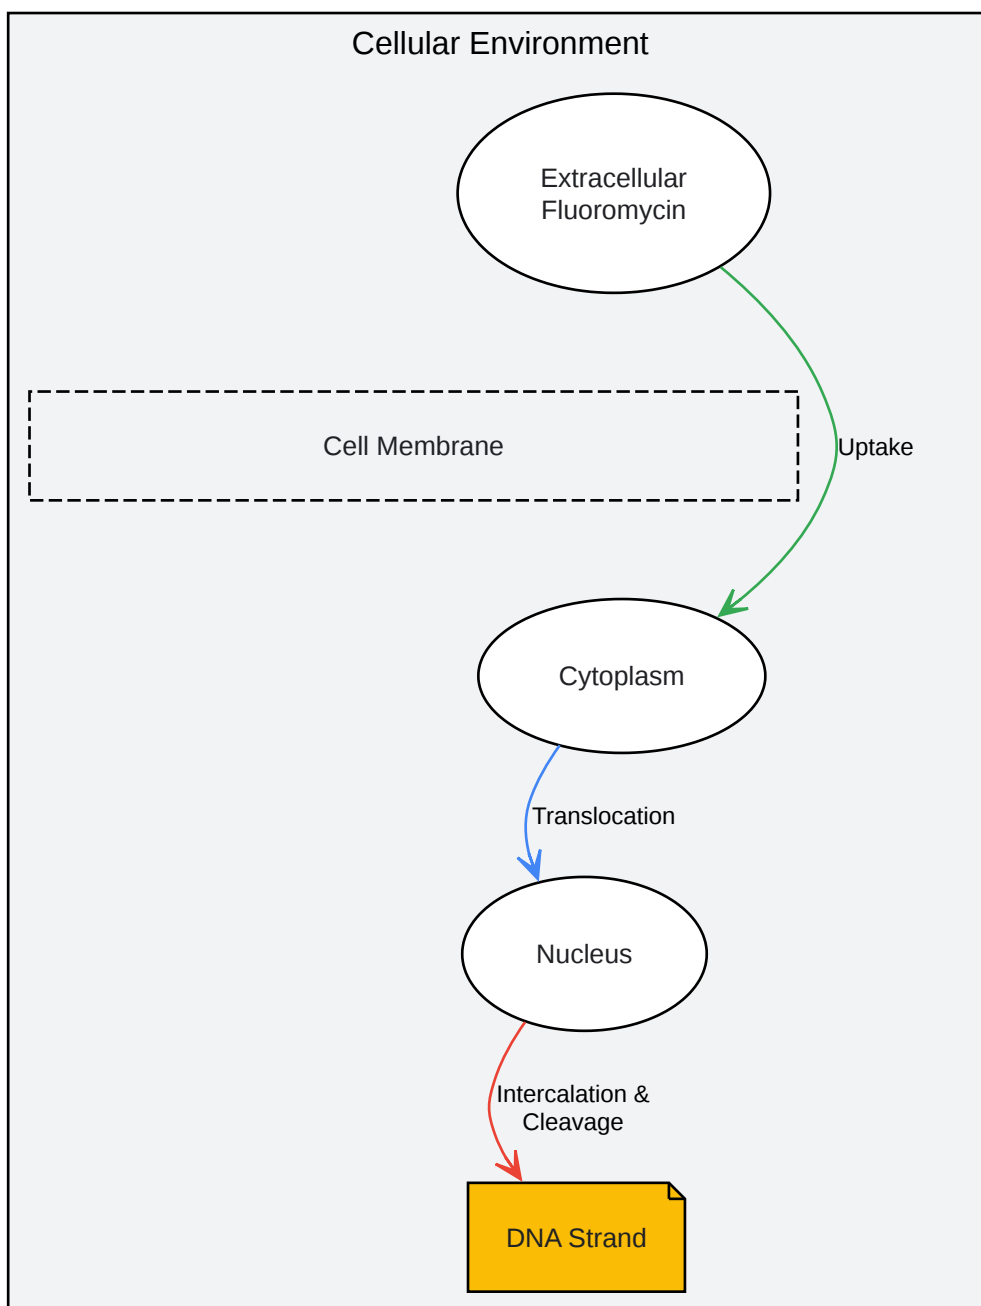 Cellular Environment
Extracellular
Fluoromycin
Cell Membrane
Uptake
Cytoplasm
Translocation
Nucleus
Intercalation &
Cleavage
DNA Strand